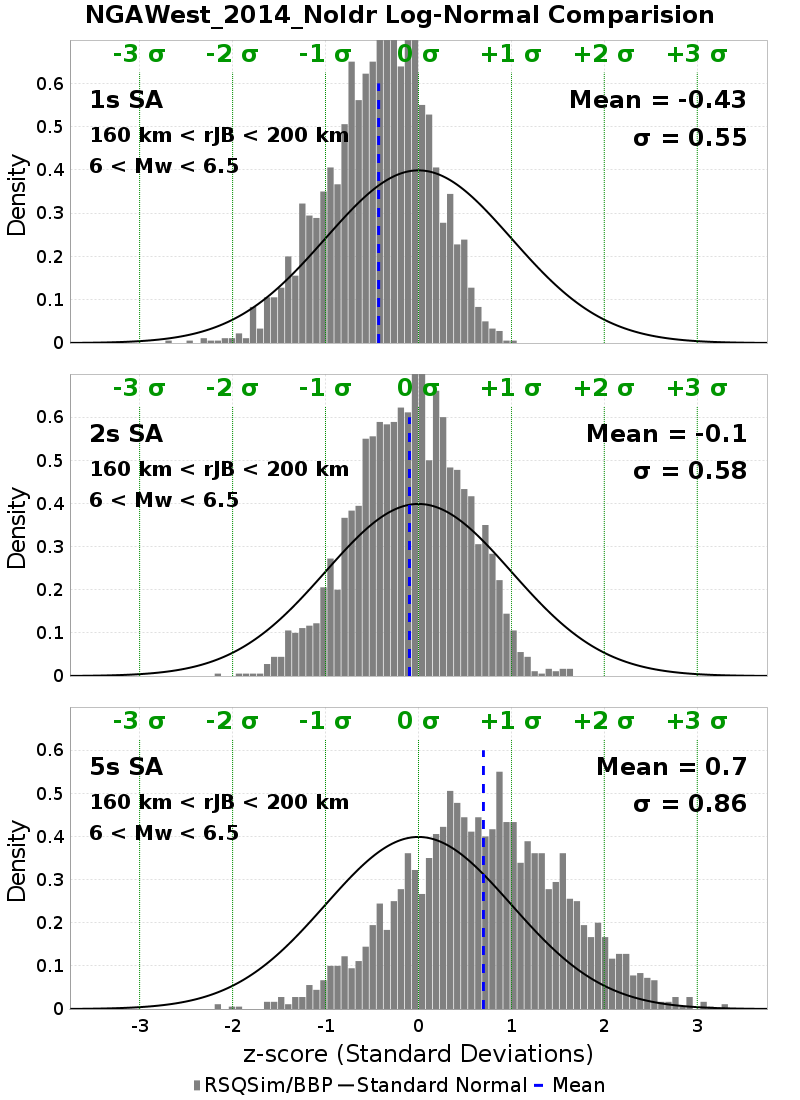 NGAWest_2014_NoIdr Log-Normal Comparision
-3 σ -2 σ -1 σ 0 σ +1 σ +2 σ +3 σ
1s SA
Mean = -0.43
160 km < rJB < 200 km
σ = 0.55
6 < Mw < 6.5
0.6
0.5
0.4
0.3
0.2
0.1
0
Density
-3 σ -2 σ -1 σ 0 σ +1 σ +2 σ +3 σ
2s SA
Mean = -0.1
160 km < rJB < 200 km
σ = 0.58
6 < Mw < 6.5
0.6
0.5
0.4
0.3
0.2
0.1
0
Density
-3 σ -2 σ -1 σ 0 σ +1 σ +2 σ +3 σ
5s SA
Mean = 0.7
160 km < rJB < 200 km
σ = 0.86
6 < Mw < 6.5
0.6
0.5
0.4
0.3
0.2
0.1
0
Density
-3 -2 -1 0 1 2 3
z-score (Standard Deviations)
RSQSim/BBP Standard Normal Mean